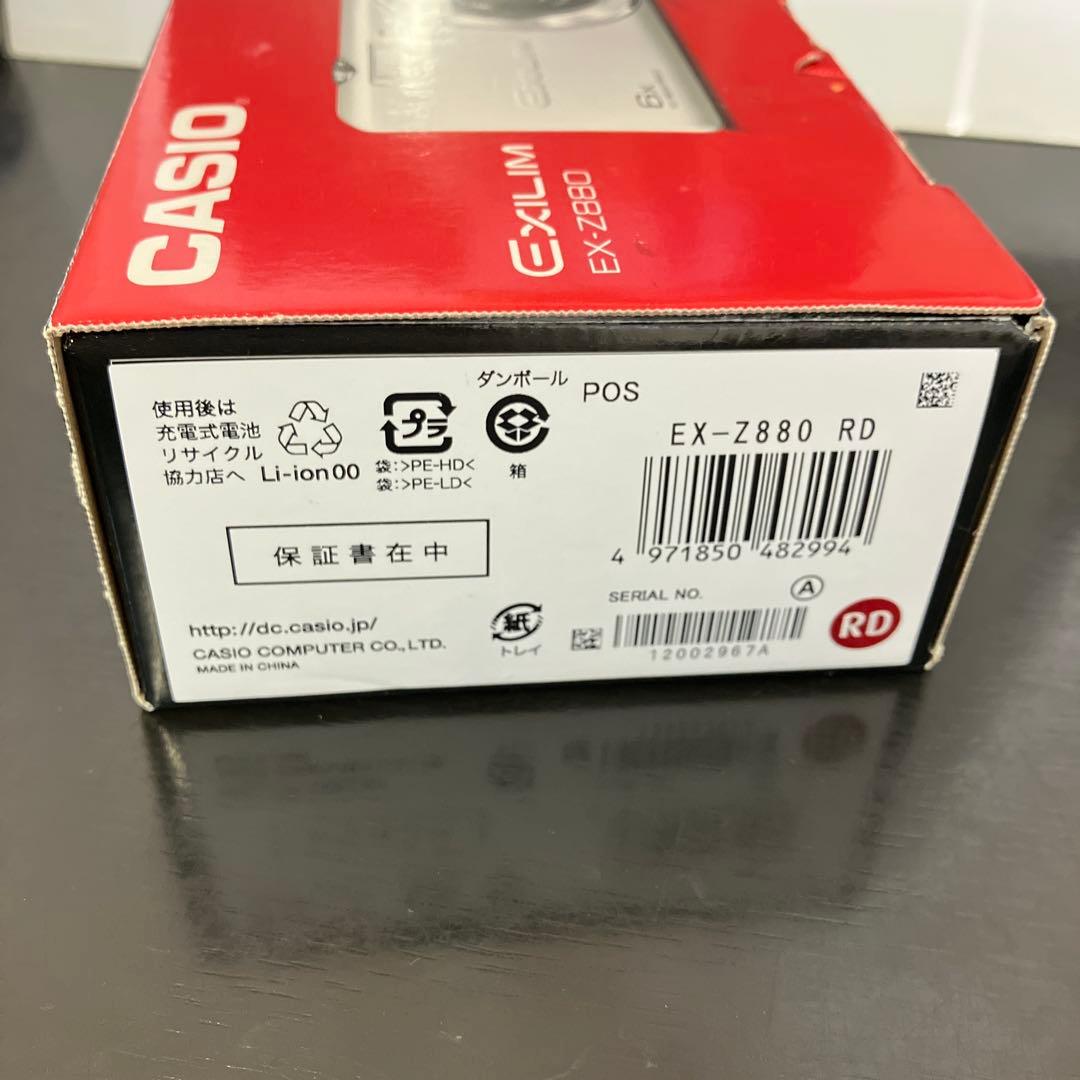 CASIO
EXILIM
EX-Z880
EXILIM
6x
使用後は
充電式電池
リサイクル
協力店へ
Li-ion00
プラ
袋:>PE-HD<
袋:>PE-LD<
ダンボール
箱
POS
EX-Z880 RD
4 971850 482994
保証書在中
http://dc.casio.jp/
CASIO COMPUTER CO., LTD.
MADE IN CHINA
紙
トレイ
SERIAL NO.
A
12002967A
RD